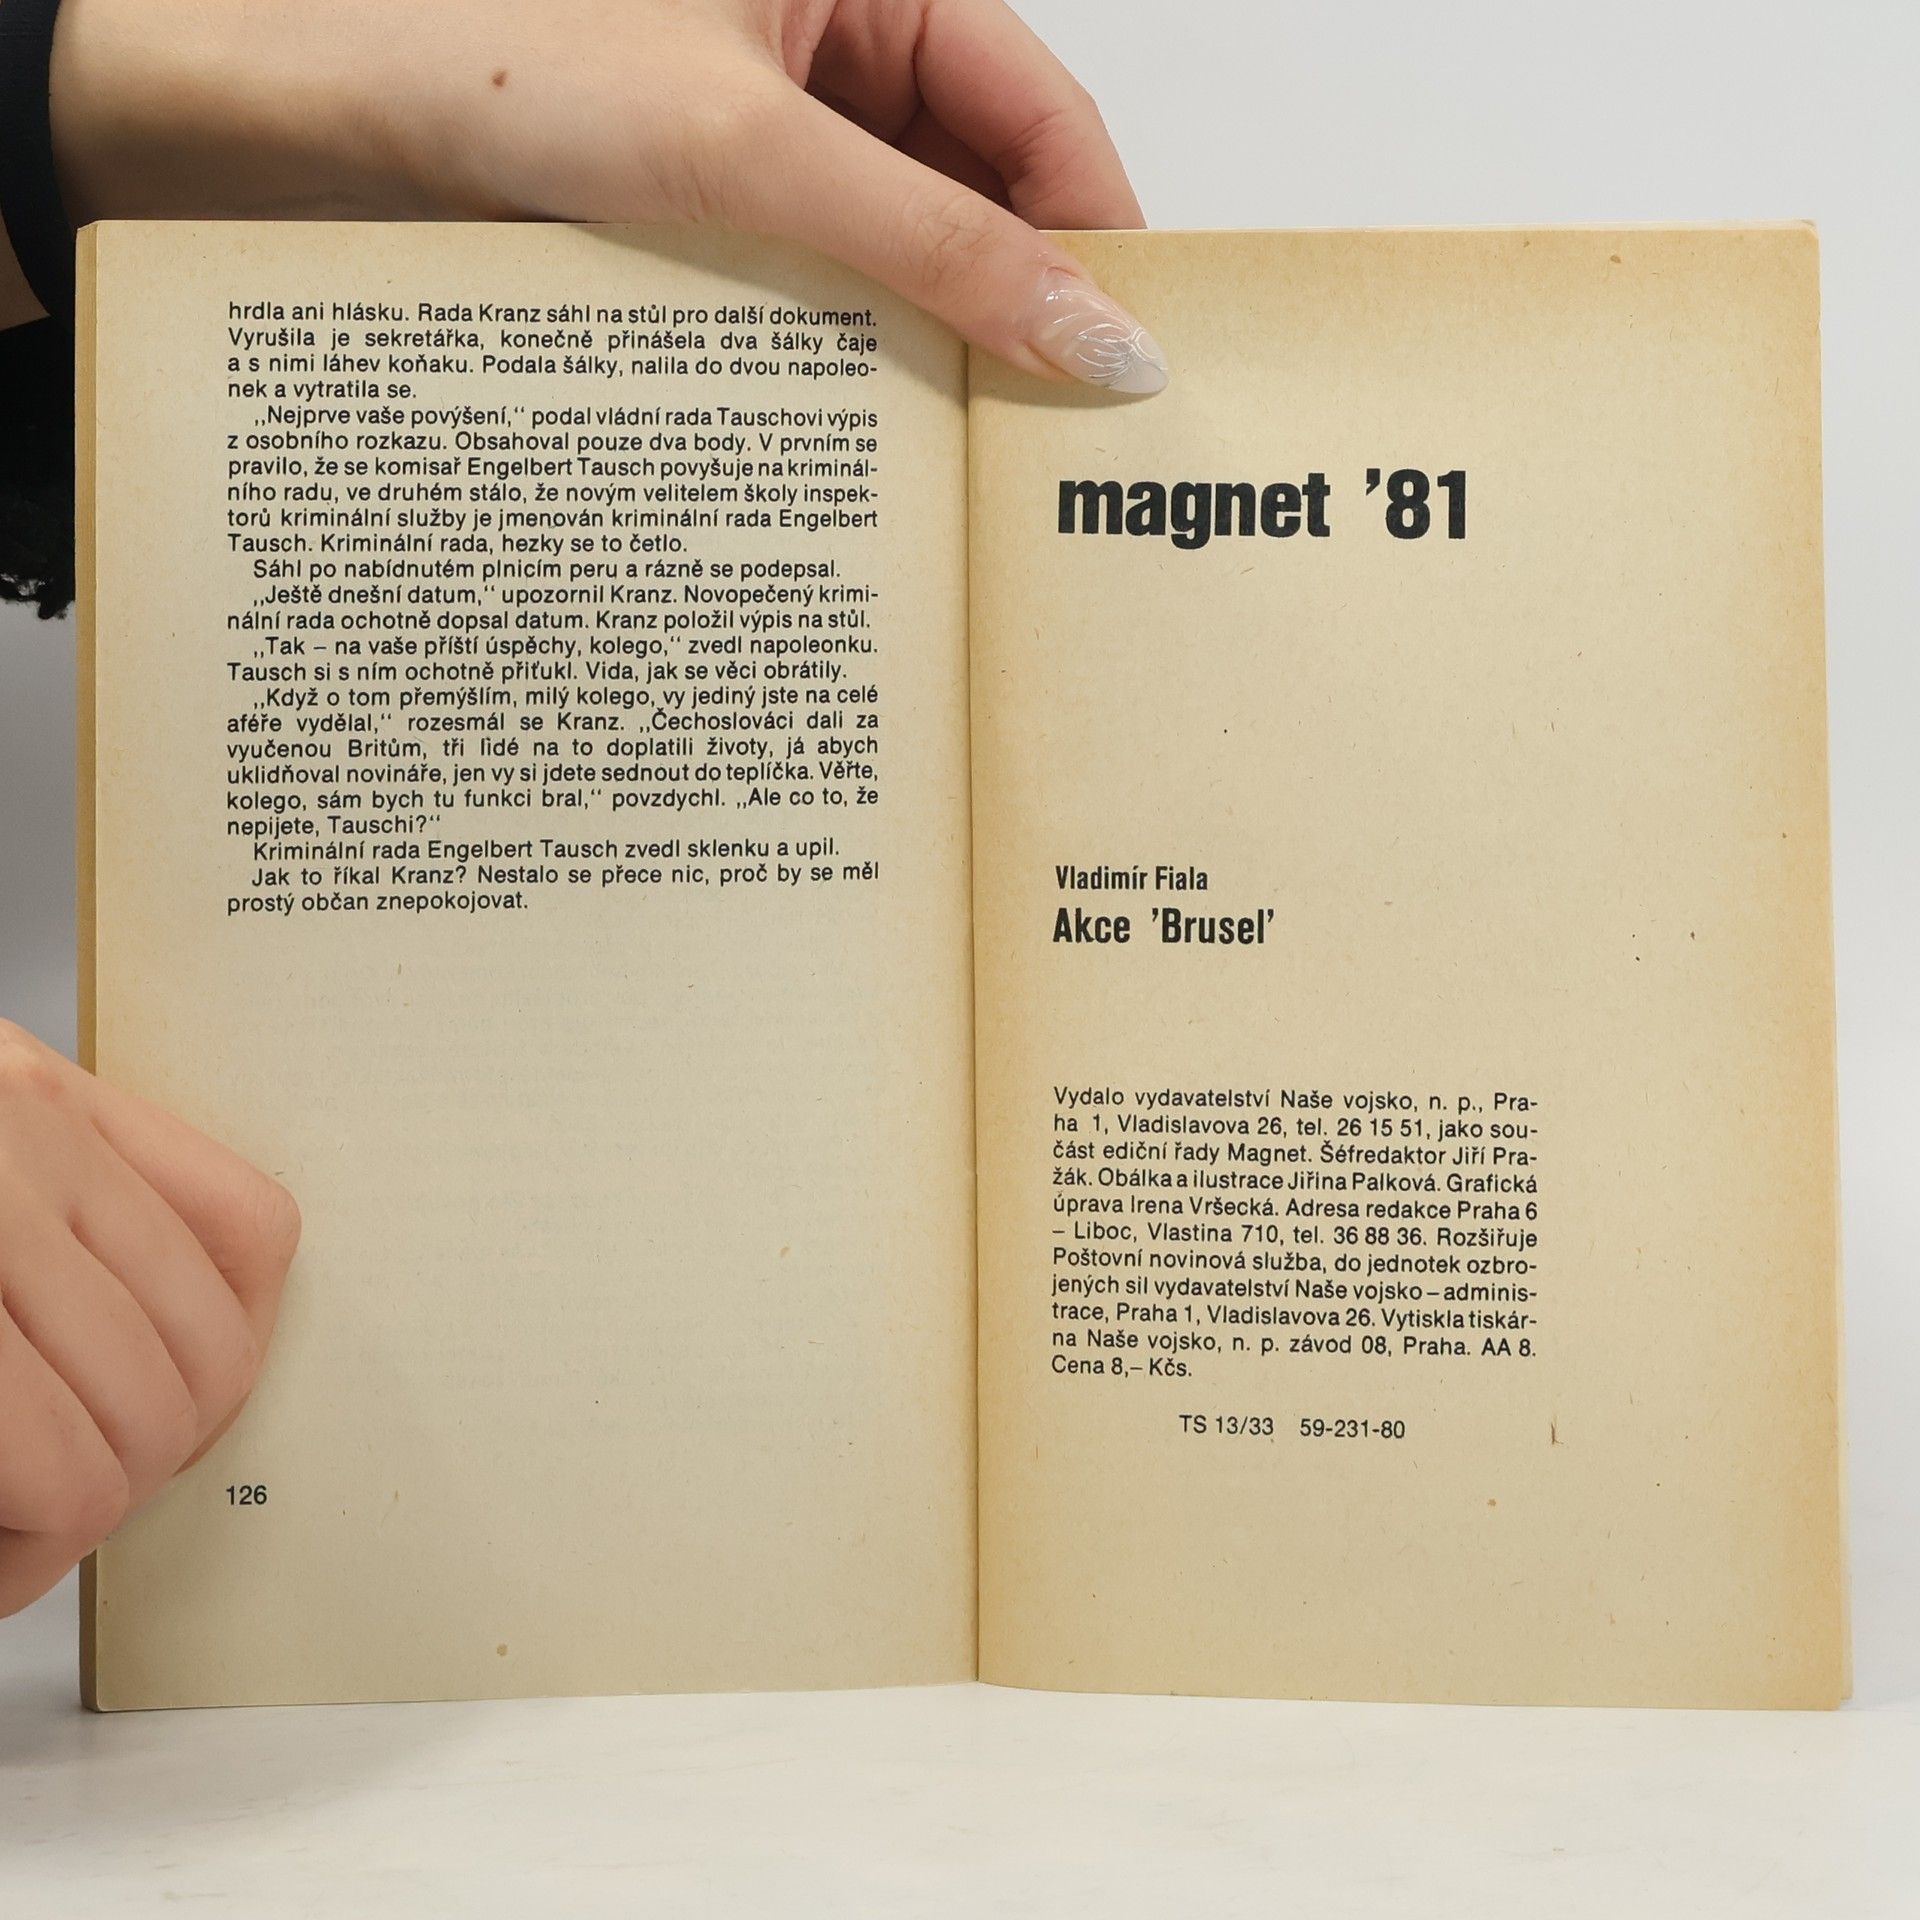 hrdla ani hlásku. Rada Kranz sáhl na stůl pro další dokument.
Vyrušila je sekretářka, konečně přinášela dva šálky čaje
a s nimi láhev koňaku. Podala šálky, nalila do dvou napoleo-
nek a vytratila se.
„Nejprve vaše povýšení,“ podal vládní rada Tauschovi výpis
z osobního rozkazu. Obsahoval pouze dva body. V prvním se
pravilo, že se komisař Engelbert Tausch povyšuje na kriminál-
ního radu, ve druhém stálo, že novým velitelem školy inspek-
torů kriminální služby je jmenován kriminální rada Engelbert
Tausch. Kriminální rada, hezky se to četlo.
Sáhl po nabídnutém plnicím peru a rázně se podepsal.
„Ještě dnešní datum,“ upozornil Kranz. Novopečený krimi-
nální rada ochotně dopsal datum. Kranz položil výpis na stůl.
„Tak – na vaše příští úspěchy, kolego,“ zvedl napoleonku.
Tausch si s ním ochotně přiťukl. Vida, jak se věci obrátily.
„Když o tom přemýšlím, milý kolego, vy jediný jste na celé
aféře vydělal,“ rozesmál se Kranz. „Čechoslováci dali za
vyučenou Britům, tři lidé na to doplatili životy, já abych
uklidňoval novináře, jen vy si jdete sednout do teplíčka. Věřte,
kolego, sám bych tu funkci bral,“ povzdychl. „Ale co to, že
nepijete, Tauschi?“
Kriminální rada Engelbert Tausch zvedl sklenku a upil.
Jak to říkal Kranz? Nestalo se přece nic, proč by se měl
prostý občan znepokojovat.
126
magnet ’81
Vladimír Fiala
Akce ’Brusel’
Vydalo vydavatelství Naše vojsko, n. p., Pra-
ha 1, Vladislavova 26, tel. 26 15 51, jako sou-
část ediční řady Magnet. Šéfredaktor Jiří Pra-
žák. Obálka a ilustrace Jiřina Palková. Grafická
úprava Irena Vršecká. Adresa redakce Praha 6
– Liboc, Vlastina 710, tel. 36 88 36. Rozšiřuje
Poštovní novinová služba, do jednotek ozbro-
jených sil vydavatelství Naše vojsko – adminis-
trace, Praha 1, Vladislavova 26. Vytiskla tiskár-
na Naše vojsko, n. p. závod 08, Praha. AA 8.
Cena 8,– Kčs.
TS 13/33 59-231-80